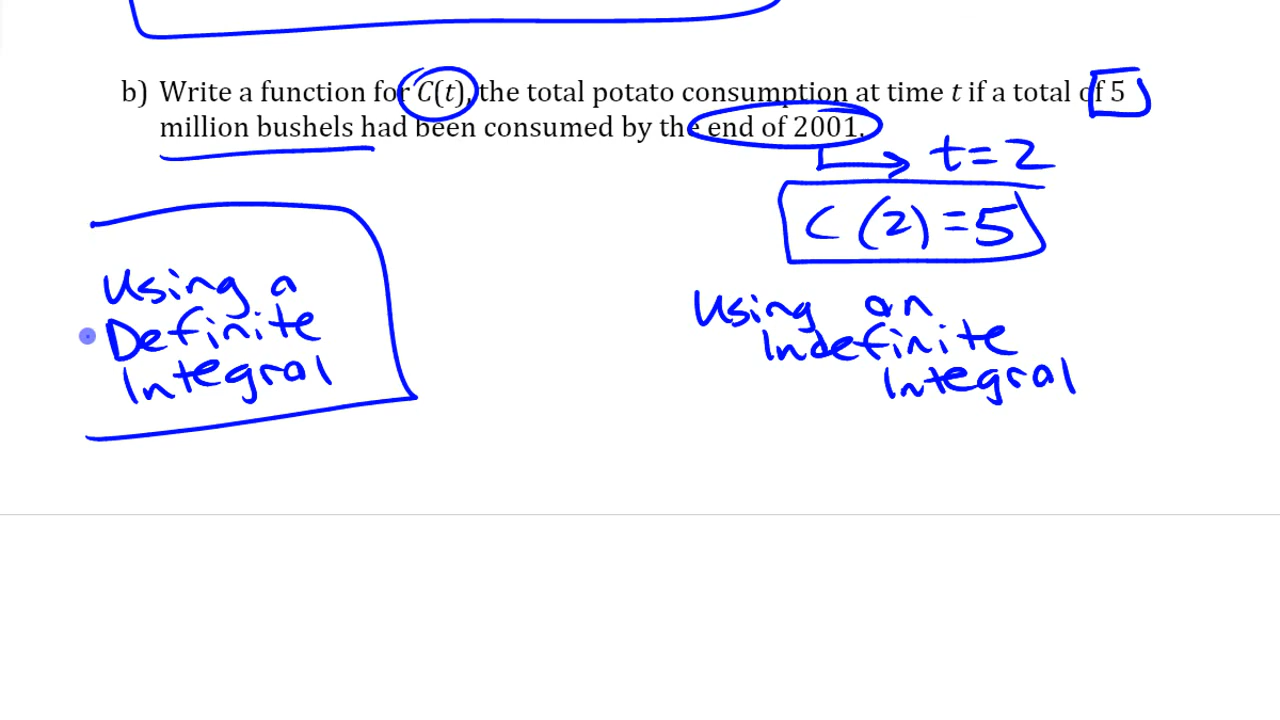 b) Write a function for C(t), the total potato consumption at time t if a total of 5
million bushels had been consumed by the end of 2001.
t=2
C(2)=5
Using a
Definite
Integral
Using an
Indefinite
Integral